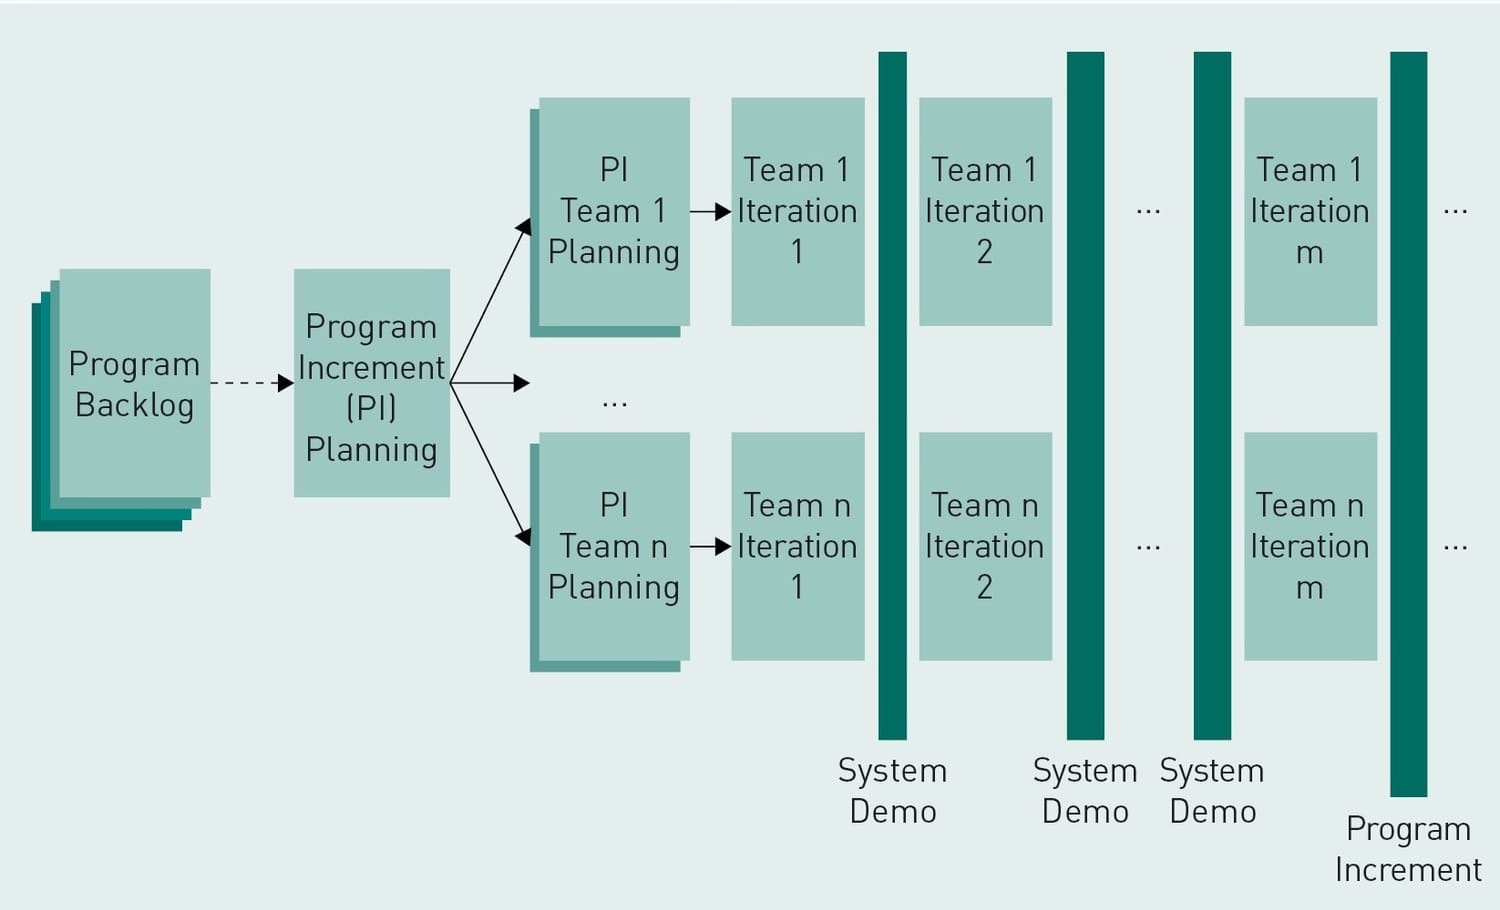 Program
Backlog
Program
Increment
(PI)
Planning
PI
Team 1
Planning
Team 1
Iteration
1
Team 1
Iteration
2
...
Team 1
Iteration
m
...
...
PI
Team n
Planning
Team n
Iteration
1
Team n
Iteration
2
...
Team n
Iteration
m
...
System
Demo
System
Demo
System
Demo
Program
Increment